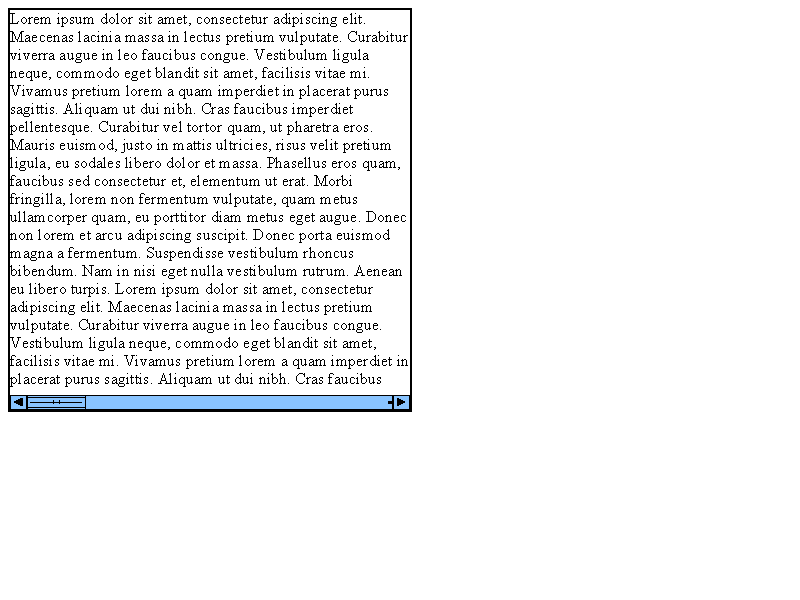 Lorem ipsum dolor sit amet, consectetur adipiscing elit.
Maecenas lacinia massa in lectus pretium vulputate. Curabitur
viverra augue in leo faucibus congue. Vestibulum ligula
neque, commodo eget blandit sit amet, facilisis vitae mi.
Vivamus pretium lorem a quam imperdiet in placerat purus
sagittis. Aliquam ut dui nibh. Cras faucibus imperdiet
pellentesque. Curabitur vel tortor quam, ut pharetra eros.
Mauris euismod, justo in mattis ultricies, risus velit pretium
ligula, eu sodales libero dolor et massa. Phasellus eros quam,
faucibus sed consectetur et, elementum ut erat. Morbi
fringilla, lorem non fermentum vulputate, quam metus
ullamcorper quam, eu porttitor diam metus eget augue. Donec
non lorem et arcu adipiscing suscipit. Donec porta euismod
magna a fermentum. Suspendisse vestibulum rhoncus
bibendum. Nam in nisi eget nulla vestibulum rutrum. Aenean
eu libero turpis. Lorem ipsum dolor sit amet, consectetur
adipiscing elit. Maecenas lacinia massa in lectus pretium
vulputate. Curabitur viverra augue in leo faucibus congue.
Vestibulum ligula neque, commodo eget blandit sit amet,
facilisis vitae mi. Vivamus pretium lorem a quam imperdiet in
placerat purus sagittis. Aliquam ut dui nibh. Cras faucibus